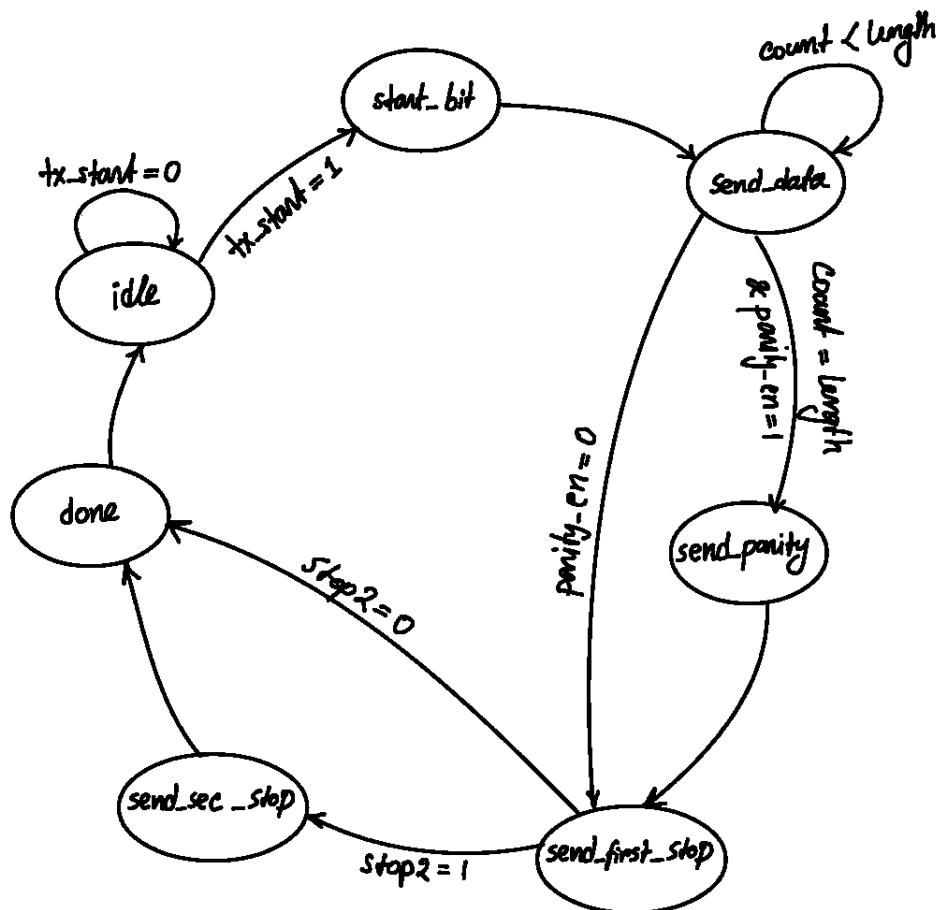 count < length
start_bit
tx_start = 0
tx_start = 1
send_data
idle
count = length
& parity_en = 1
parity_en = 0
done
send_parity
stop2 = 0
send_sec_stop
stop2 = 1
send_first_stop